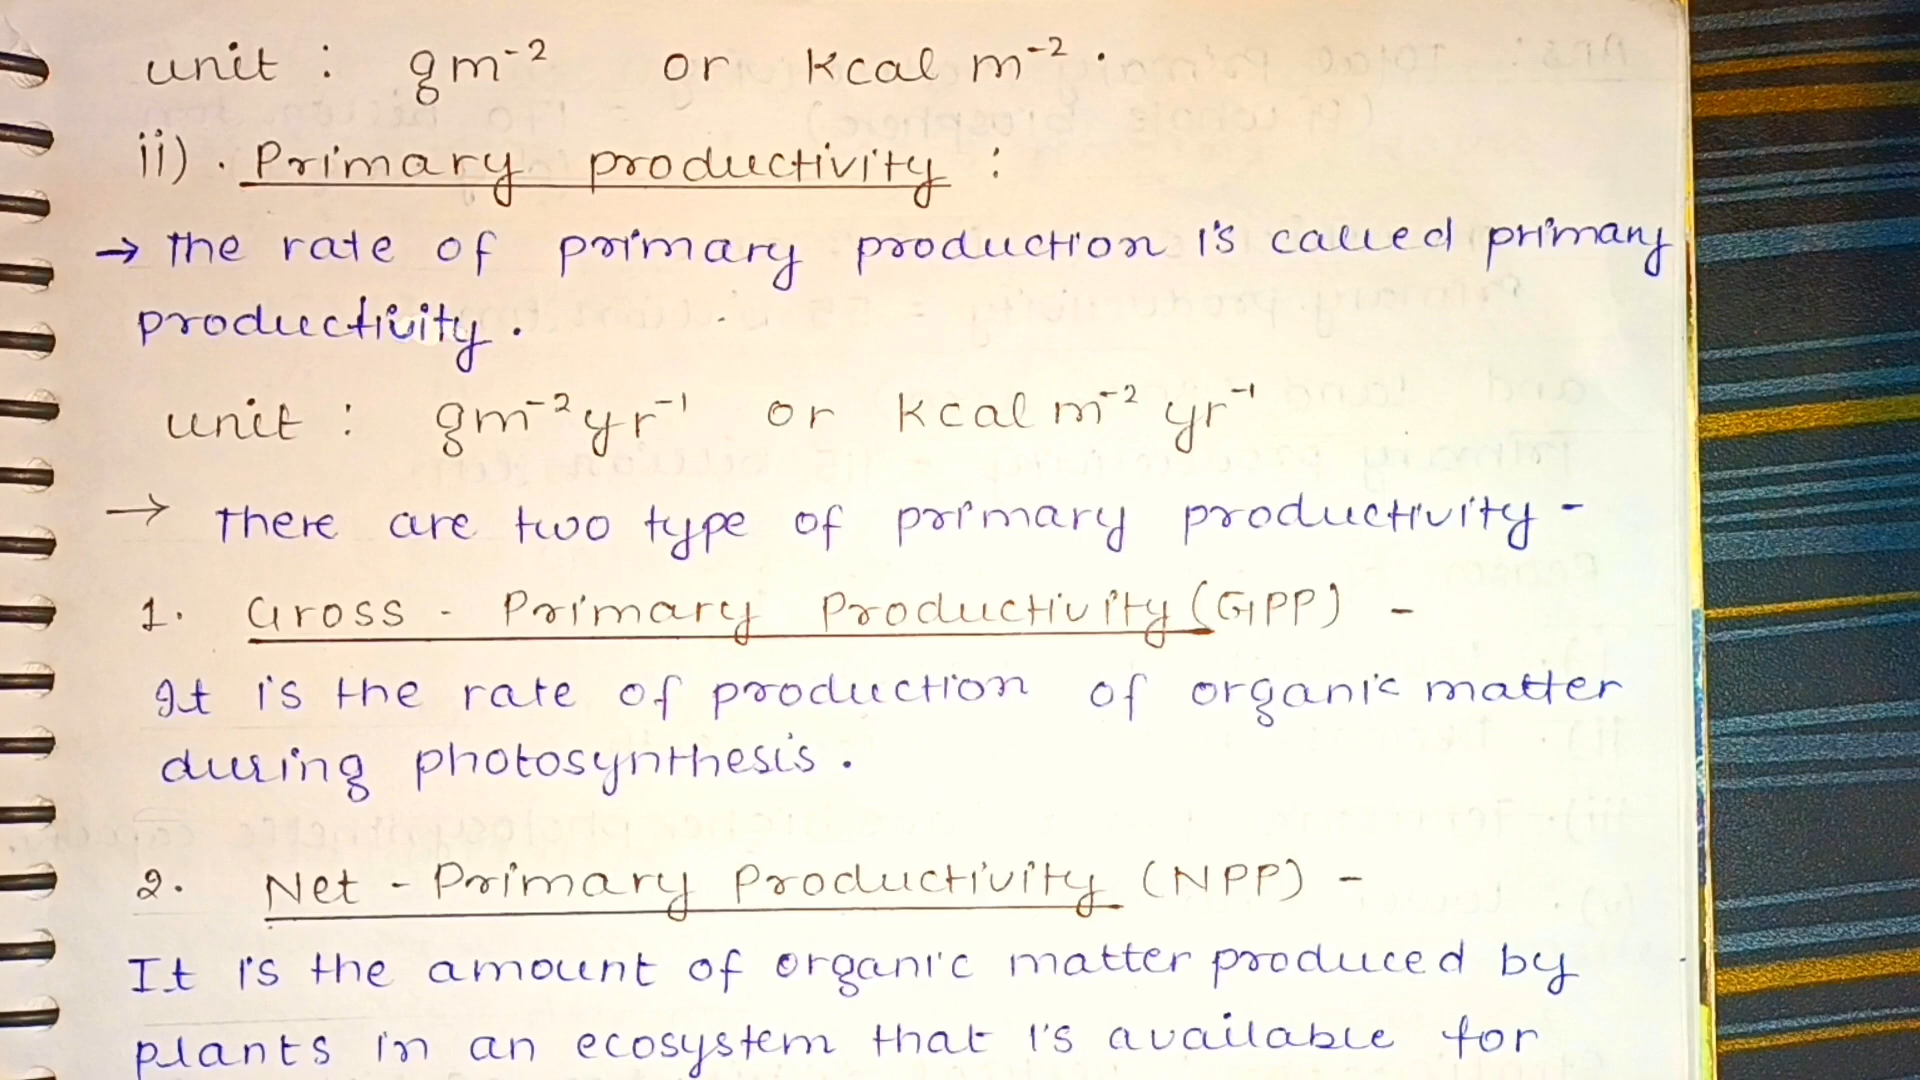 unit : gm⁻² or Kcal m⁻².
ii). Primary productivity :
→ The rate of primary production is called primary
productivity.
unit : gm⁻² yr⁻¹ or Kcal m⁻² yr⁻¹
→ There are two type of primary productivity -
1. Gross - Primary Productivity (GPP) -
It is the rate of production of organic matter
during photosynthesis.
2. Net - Primary Productivity (NPP) -
It is the amount of organic matter produced by
plants in an ecosystem that is available for